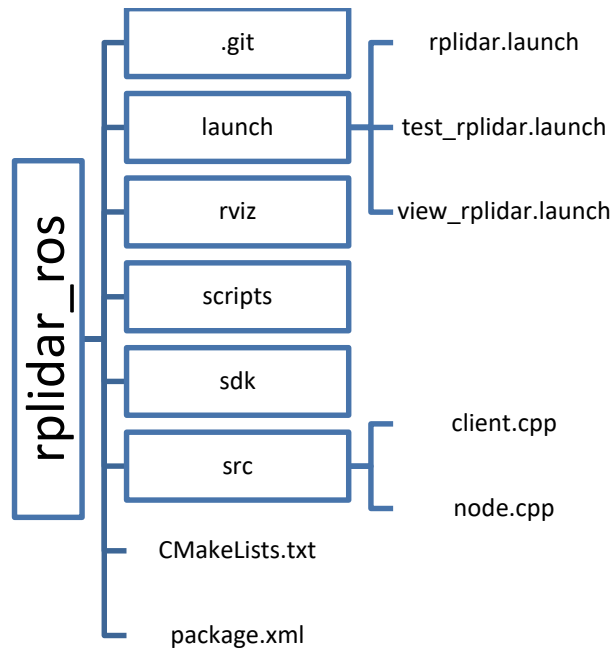 rplidar_ros
.git
launch
rplidar.launch
test_rplidar.launch
view_rplidar.launch
rviz
scripts
sdk
src
client.cpp
node.cpp
CMakeLists.txt
package.xml